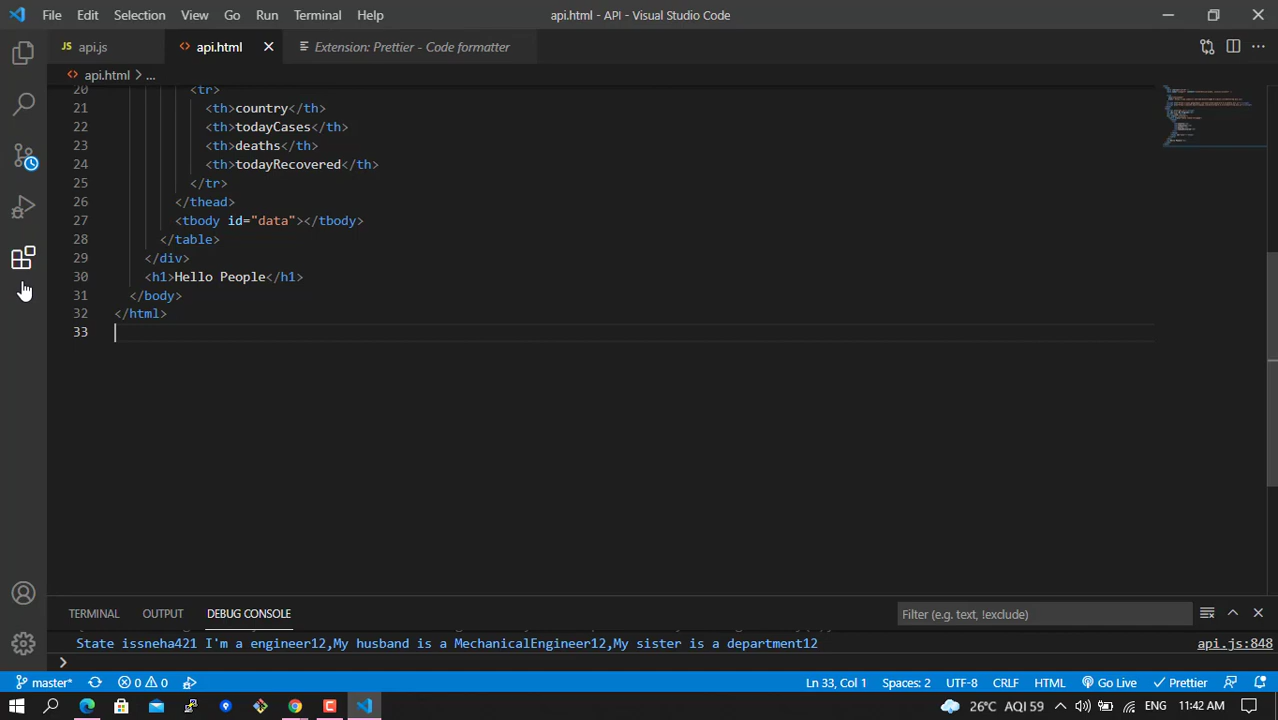 File Edit Selection View Go Run Terminal Help api.html - API - Visual Studio Code
JS api.js <> api.html Extension: Prettier - Code formatter
<> api.html > ...
20 <tr>
21 <th>country</th>
22 <th>todayCases</th>
23 <th>deaths</th>
24 <th>todayRecovered</th>
25 </tr>
26 </thead>
27 <tbody id="data"></tbody>
28 </table>
29 </div>
30 <h1>Hello People</h1>
31 </body>
32 </html>
33
TERMINAL OUTPUT DEBUG CONSOLE Filter (e.g. text, !exclude)
State issneha421 I'm a engineer12,My husband is a MechanicalEngineer12,My sister is a department12 api.js:848
>
master* 0 0 Ln 33, Col 1 Spaces: 2 UTF-8 CRLF HTML Go Live Prettier
26°C AQI 59 ENG 11:42 AM